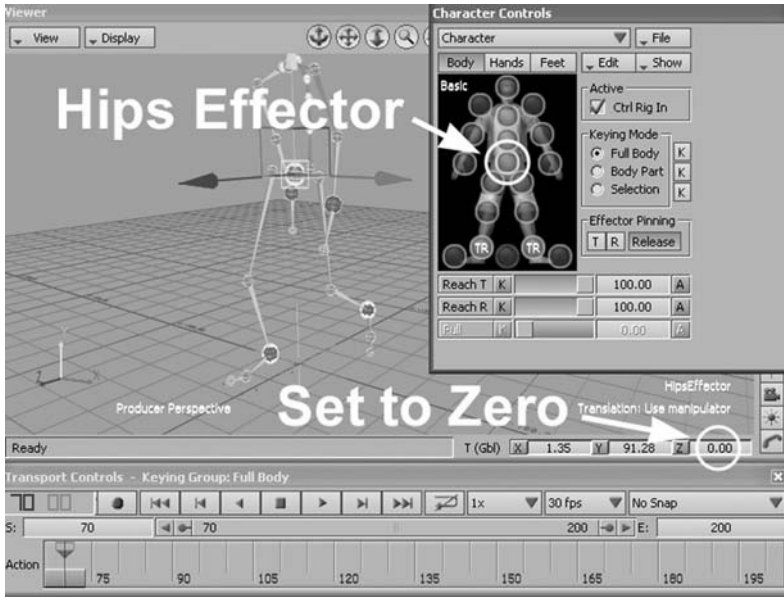 Viewer
View
Display
Hips Effector
Character Controls
Character
File
Body
Hands
Feet
Edit
Show
Basic
Active
Ctrl Rig In
Keying Mode
Full Body
K
Body Part
K
Selection
K
Effector Pinning
T
R
Release
TR
TR
Reach T
K
100.00
A
Reach R
K
100.00
A
Pull
K
0.00
A
Y
Z
X
Producer Perspective
Set to Zero
HipsEffector
Translation: Use manipulator
Ready
T (Gbl)
X
1.35
Y
91.28
Z
0.00
Transport Controls - Keying Group: Full Body
1x
30 fps
No Snap
S:
70
70
200
E:
200
Action
75
90
105
120
135
150
165
180
195